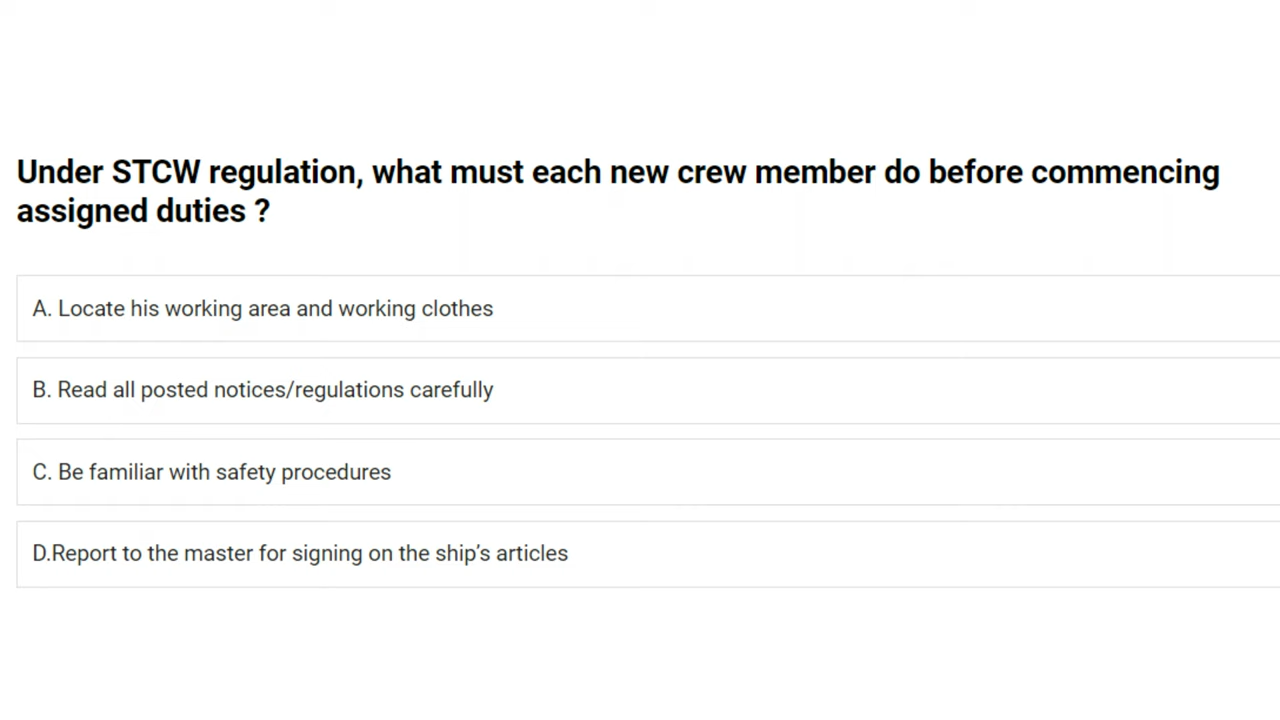 Under STCW regulation, what must each new crew member do before commencing
assigned duties ?
A. Locate his working area and working clothes
B. Read all posted notices/regulations carefully
C. Be familiar with safety procedures
D.Report to the master for signing on the ship's articles